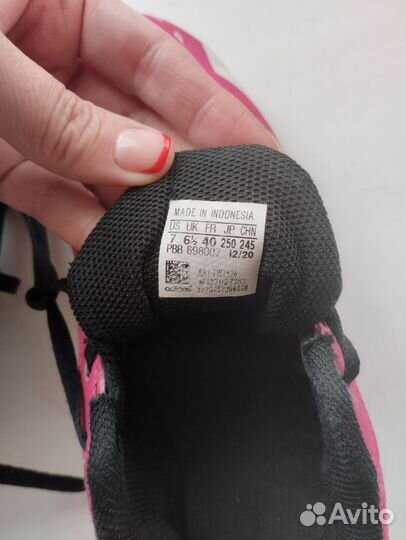 MADE IN INDONESIA
US UK FR JP CHN
7 6½ 40 250 245
PBB 698007 12/20
adidas
Avito